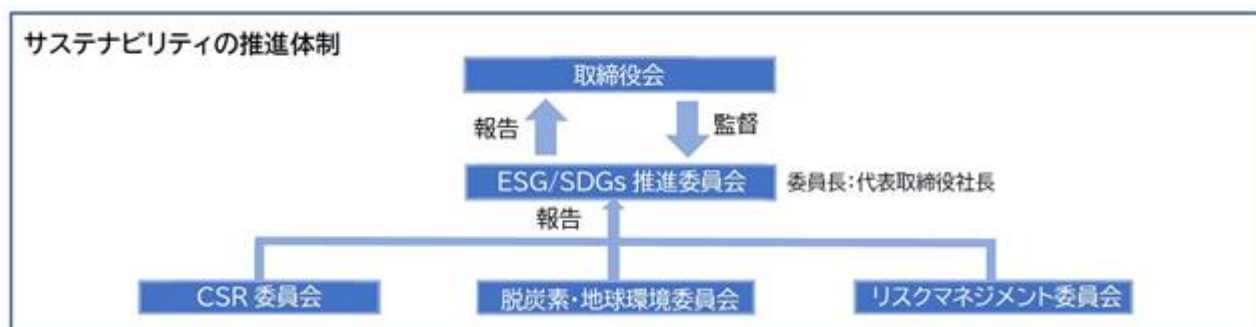 サステナビリティの推進体制
取締役会
報告
監督
ESG/SDGs 推進委員会
委員長:代表取締役社長
報告
CSR 委員会
脱炭素・地球環境委員会
リスクマネジメント委員会